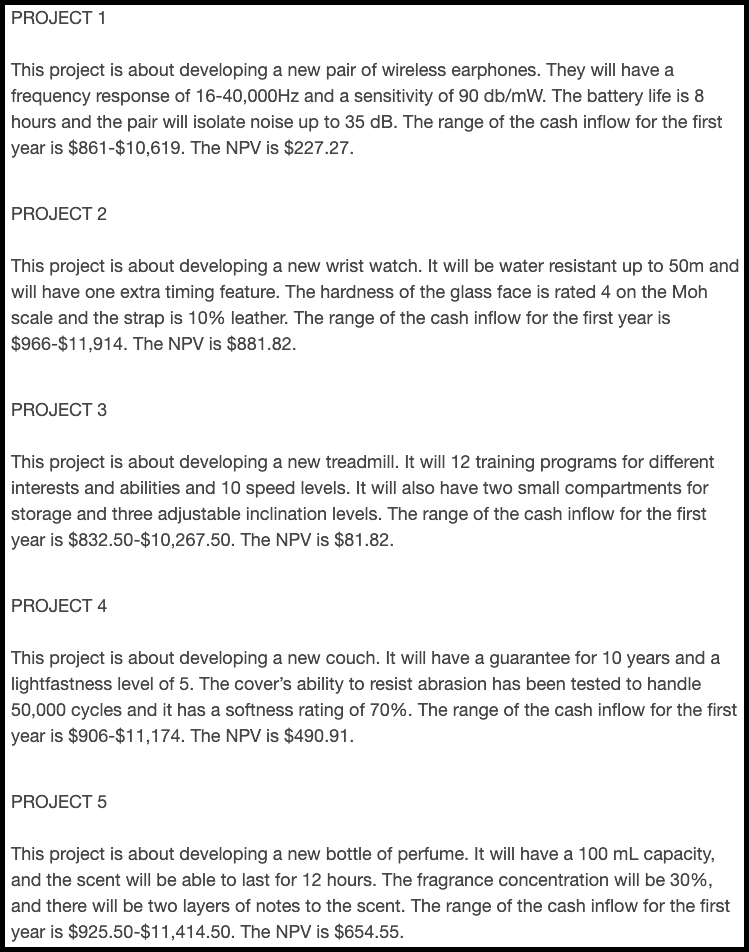 PROJECT 1
This project is about developing a new pair of wireless earphones. They will have a
frequency response of 16-40,000Hz and a sensitivity of 90 db/mW. The battery life is 8
hours and the pair will isolate noise up to 35 dB. The range of the cash inflow for the first
year is $861-$10,619. The NPV is $227.27.
PROJECT 2
This project is about developing a new wrist watch. It will be water resistant up to 50m and
will have one extra timing feature. The hardness of the glass face is rated 4 on the Moh
scale and the strap is 10% leather. The range of the cash inflow for the first year is
$966-$11,914. The NPV is $881.82.
PROJECT 3
This project is about developing a new treadmill. It will 12 training programs for different
interests and abilities and 10 speed levels. It will also have two small compartments for
storage and three adjustable inclination levels. The range of the cash inflow for the first
year is $832.50-$10,267.50. The NPV is $81.82.
PROJECT 4
This project is about developing a new couch. It will have a guarantee for 10 years and a
lightfastness level of 5. The cover’s ability to resist abrasion has been tested to handle
50,000 cycles and it has a softness rating of 70%. The range of the cash inflow for the first
year is $906-$11,174. The NPV is $490.91.
PROJECT 5
This project is about developing a new bottle of perfume. It will have a 100 mL capacity,
and the scent will be able to last for 12 hours. The fragrance concentration will be 30%,
and there will be two layers of notes to the scent. The range of the cash inflow for the first
year is $925.50-$11,414.50. The NPV is $654.55.